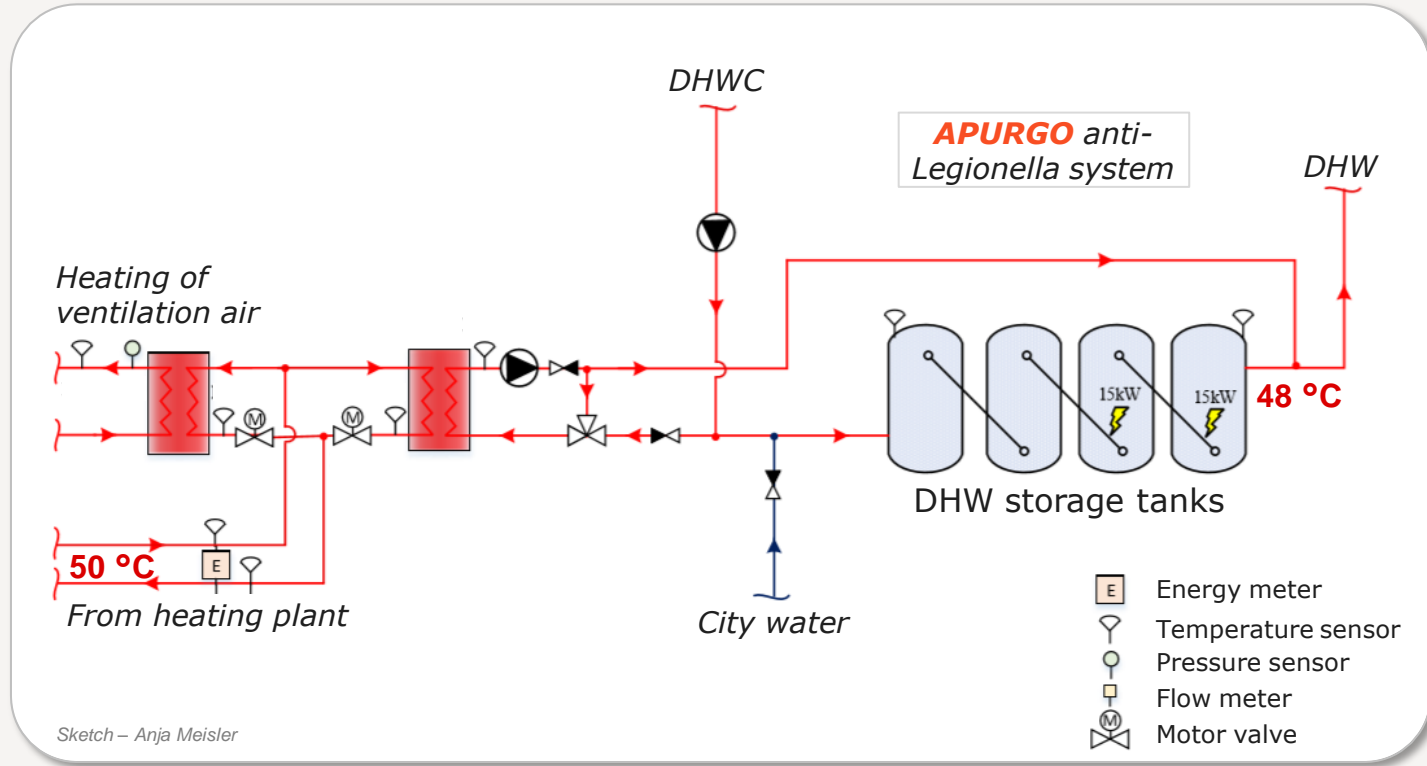 DHWC
APURGO anti-
Legionella system
DHW
Heating of
ventilation air
M
M
15kW
15kW
48 °C
DHW storage tanks
50 °C
E
From heating plant
City water
E
Energy meter
Temperature sensor
Pressure sensor
Flow meter
M
Motor valve
Sketch – Anja Meisler